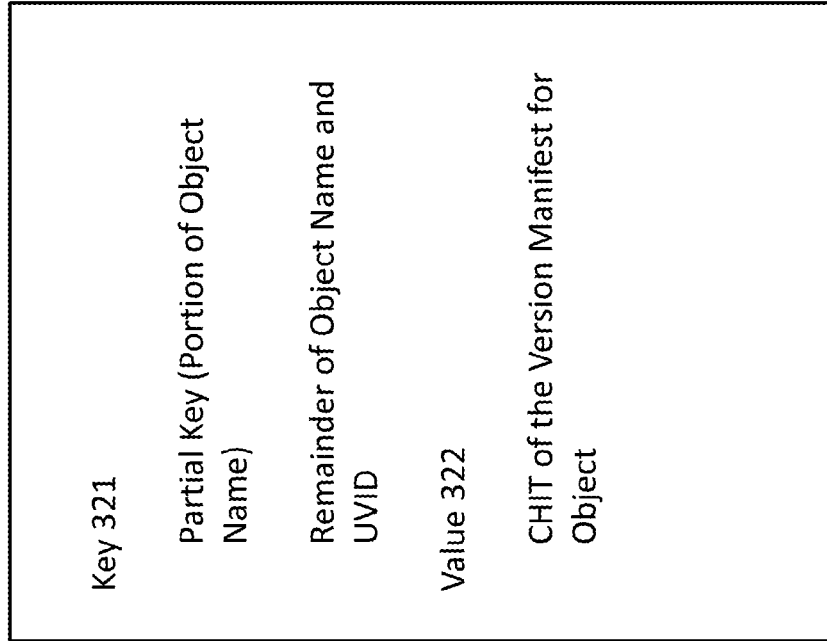 Key 321
Partial Key (Portion of Object
Name)
Remainder of Object Name and
UVID
Value 322
CHIT of the Version Manifest for
Object